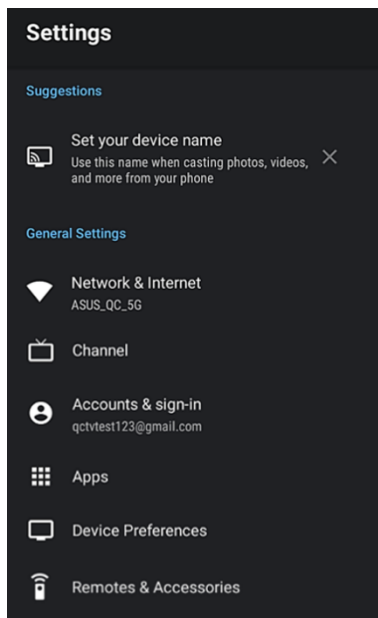 Settings
Suggestions
Set your device name
Use this name when casting photos, videos,
and more from your phone
General Settings
Network & Internet
ASUS_QC_5G
Channel
Accounts & sign-in
qctvtest123@gmail.com
Apps
Device Preferences
Remotes & Accessories